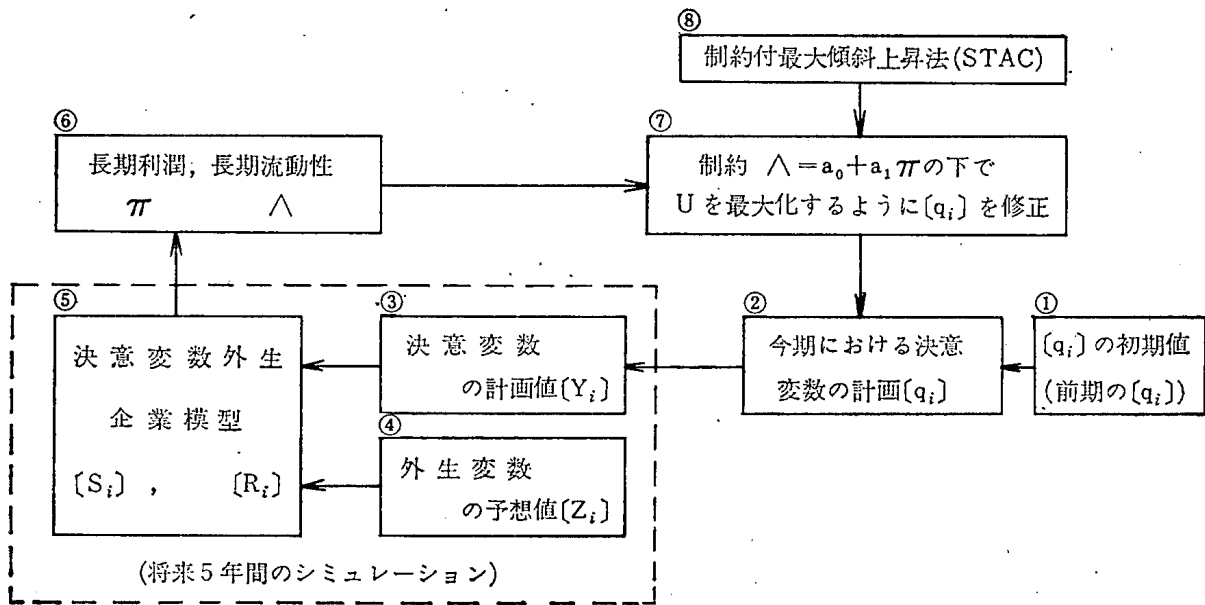 ⑧
制約付最大傾斜上昇法(STAC)
⑥
長期利潤,長期流動性
π ∧
⑦
制約 ∧=a₀+a₁πの下で
Uを最大化するように〔qᵢ〕を修正
⑤
決意変数外生
企業模型
〔Sᵢ〕, 〔Rᵢ〕
③
決意変数
の計画値〔Yᵢ〕
④
外生変数
の予想値〔Zᵢ〕
②
今期における決意
変数の計画〔qᵢ〕
①
〔qᵢ〕の初期値
(前期の〔qᵢ〕)
(将来5年間のシミュレーション)